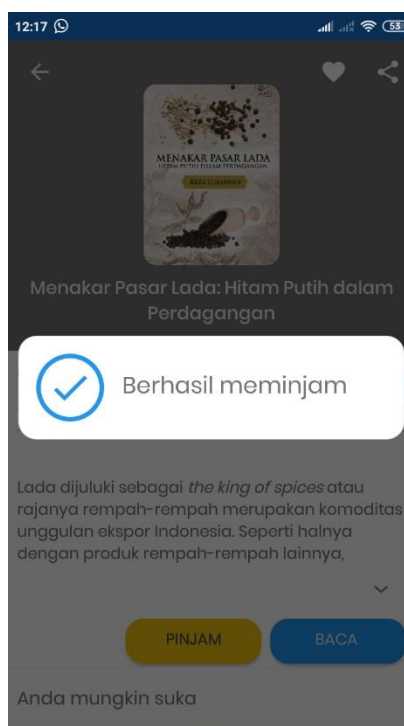 12:17
53
MENAKAR PASAR LADA
HITAM PUTIH DALAM PERDAGANGAN
Menakar Pasar Lada: Hitam Putih dalam
Perdagangan
Berhasil meminjam
Lada dijuluki sebagai the king of spices atau
rajanya rempah-rempah merupakan komoditas
unggulan ekspor Indonesia. Seperti halnya
dengan produk rempah-rempah lainnya,
PINJAM
BACA
Anda mungkin suka